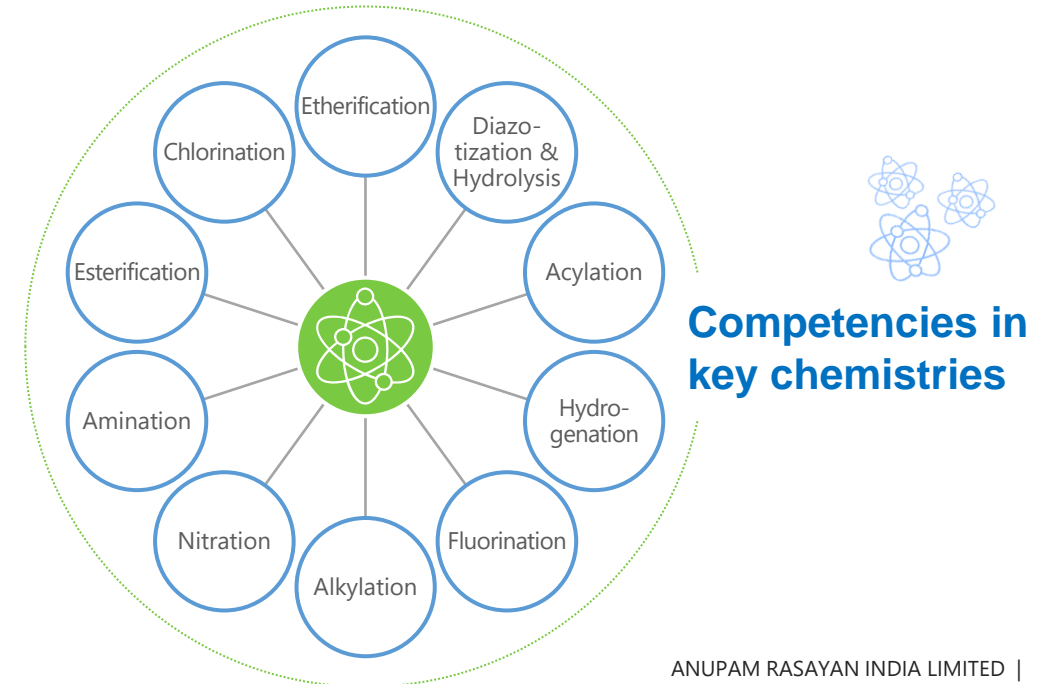 Etherification
Diazo-
tization &
Hydrolysis
Acylation
Hydro-
genation
Fluorination
Alkylation
Nitration
Amination
Esterification
Chlorination
Competencies in
key chemistries
ANUPAM RASAYAN INDIA LIMITED |